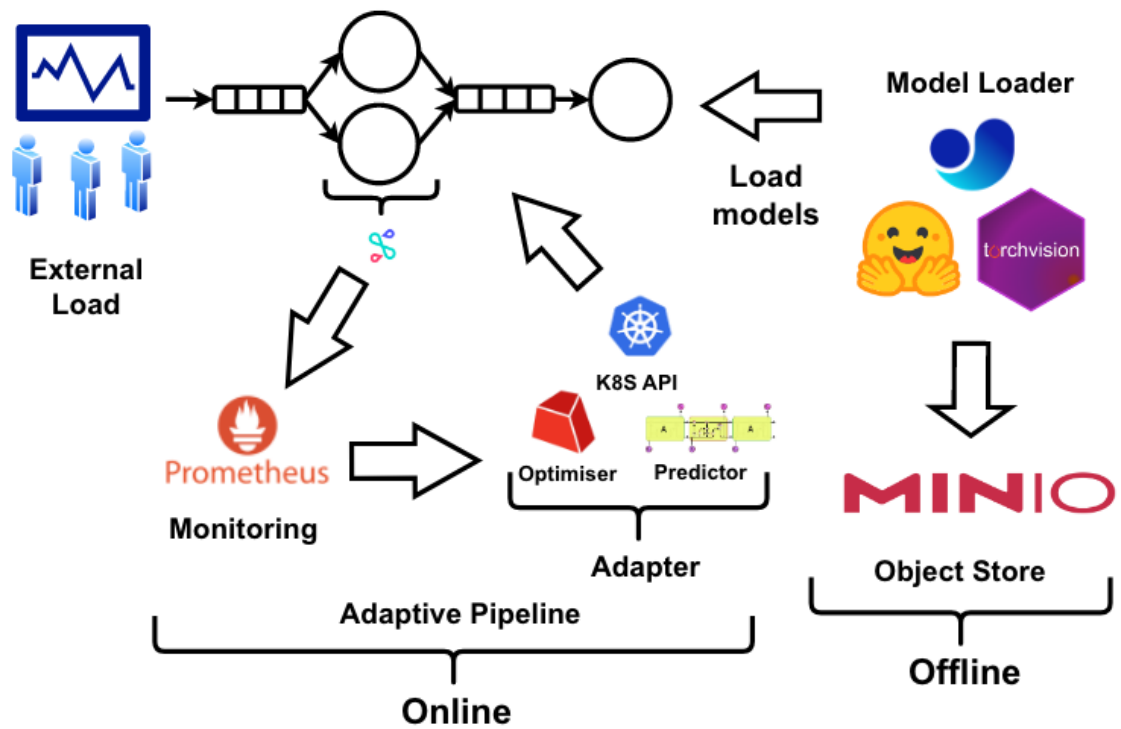 External
Load
Model Loader
torchvision
Load
models
K8S API
Optimiser
Predictor
A
A
Prometheus
Monitoring
Adapter
MINIO
Object Store
Adaptive Pipeline
Online
Offline